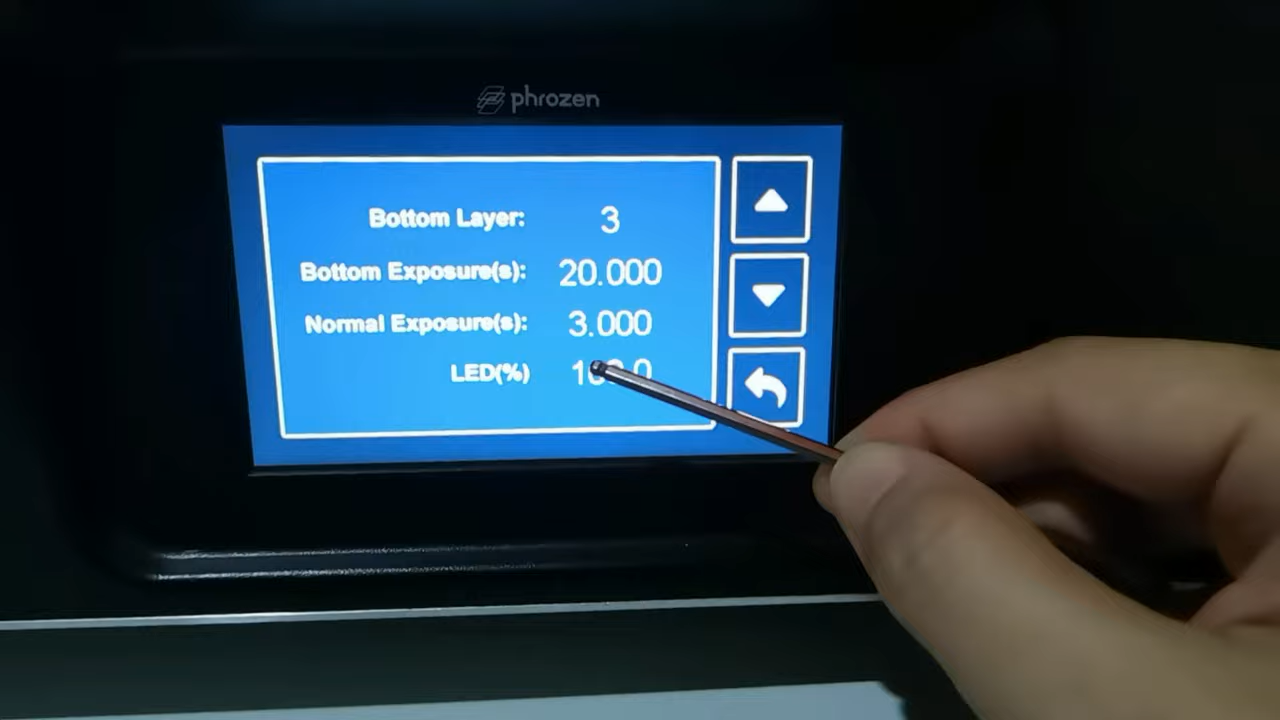 phrozen
Bottom Layer: 3
Bottom Exposure(s): 20.000
Normal Exposure(s): 3.000
LED(%)